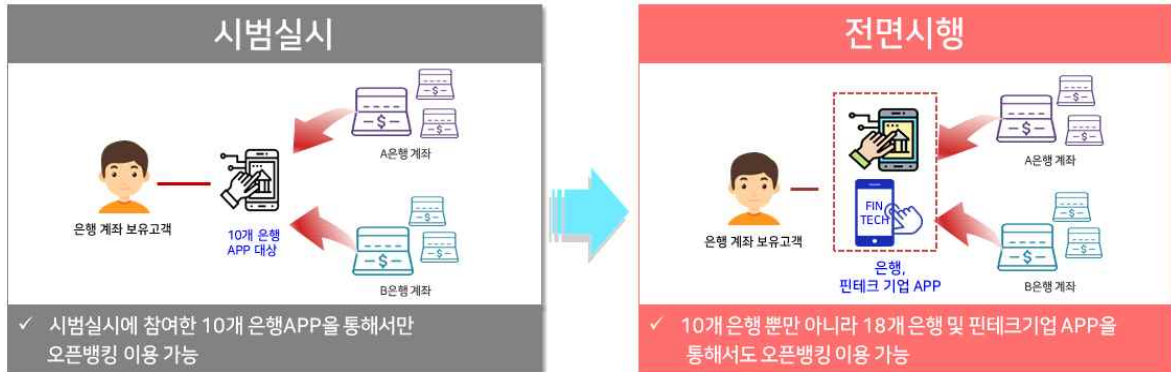 시범실시
A은행 계좌
은행 계좌 보유고객
10개 은행
APP 대상
B은행 계좌
✓ 시범실시에 참여한 10개 은행APP을 통해서만
오픈뱅킹 이용 가능
전면시행
A은행 계좌
FIN
TECH
은행 계좌 보유고객
은행,
핀테크 기업 APP
B은행 계좌
✓ 10개 은행 뿐만 아니라 18개 은행 및 핀테크기업 APP을
통해서도 오픈뱅킹 이용 가능